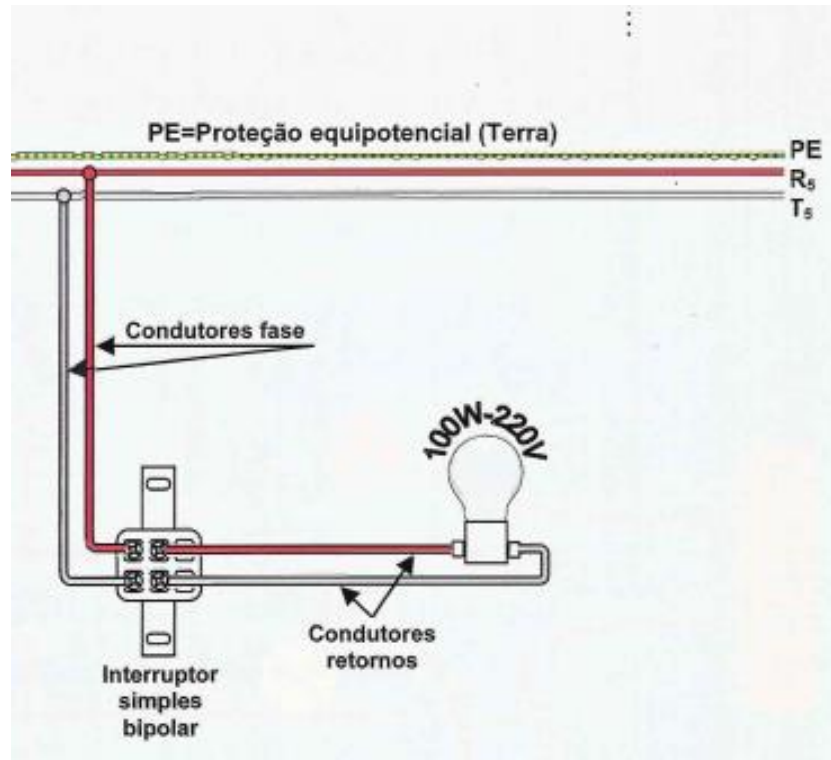 PE=Proteção equipotencial (Terra)
PE
R₅
T₅
Condutores fase
100W-220V
Condutores
retornos
Interruptor
simples
bipolar